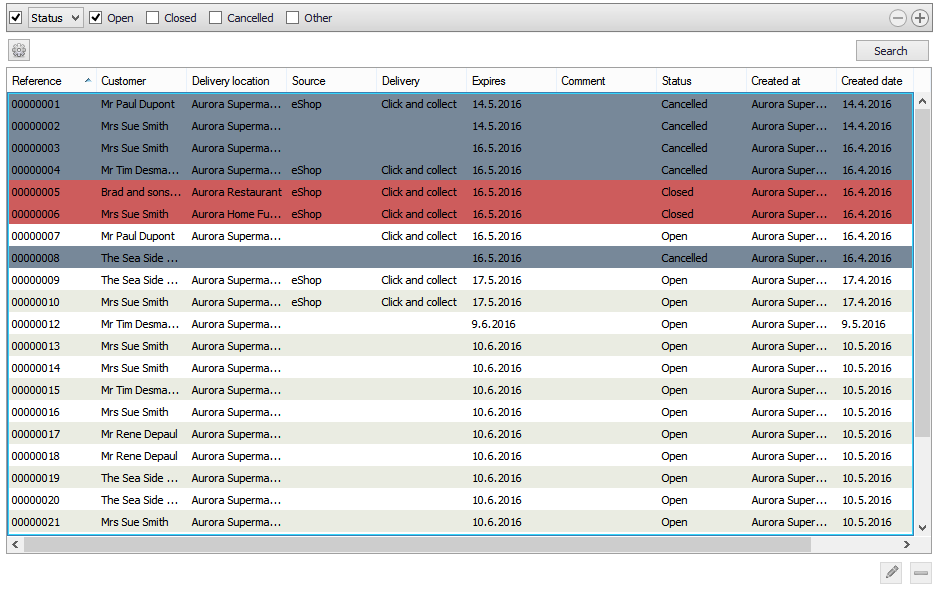 Status Open Closed Cancelled Other
Search
Reference Customer Delivery location Source Delivery Expires Comment Status Created at Created date
00000001 Mr Paul Dupont Aurora Superma... eShop Click and collect 14.5.2016 Cancelled Aurora Super... 14.4.2016
00000002 Mrs Sue Smith Aurora Superma... 14.5.2016 Cancelled Aurora Super... 14.4.2016
00000003 Mrs Sue Smith Aurora Superma... 16.5.2016 Cancelled Aurora Super... 16.4.2016
00000004 Mr Tim Desma... Aurora Superma... eShop Click and collect 16.5.2016 Cancelled Aurora Super... 16.4.2016
00000005 Brad and sons... Aurora Restaurant eShop Click and collect 16.5.2016 Closed Aurora Super... 16.4.2016
00000006 Mrs Sue Smith Aurora Home Fu... eShop Click and collect 16.5.2016 Closed Aurora Super... 16.4.2016
00000007 Mr Paul Dupont Aurora Superma... Click and collect 16.5.2016 Open Aurora Super... 16.4.2016
00000008 The Sea Side ... 16.5.2016 Cancelled Aurora Super... 16.4.2016
00000009 The Sea Side ... Aurora Superma... eShop Click and collect 17.5.2016 Open Aurora Super... 17.4.2016
00000010 Mrs Sue Smith Aurora Superma... eShop Click and collect 17.5.2016 Open Aurora Super... 17.4.2016
00000012 Mr Tim Desma... Aurora Superma... 9.6.2016 Open Aurora Super... 9.5.2016
00000013 Mrs Sue Smith Aurora Superma... 10.6.2016 Open Aurora Super... 10.5.2016
00000014 Mrs Sue Smith Aurora Superma... 10.6.2016 Open Aurora Super... 10.5.2016
00000015 Mr Tim Desma... Aurora Superma... 10.6.2016 Open Aurora Super... 10.5.2016
00000016 Mrs Sue Smith Aurora Superma... 10.6.2016 Open Aurora Super... 10.5.2016
00000017 Mr Rene Depaul Aurora Superma... 10.6.2016 Open Aurora Super... 10.5.2016
00000018 Mr Rene Depaul Aurora Superma... 10.6.2016 Open Aurora Super... 10.5.2016
00000019 The Sea Side ... Aurora Superma... 10.6.2016 Open Aurora Super... 10.5.2016
00000020 The Sea Side ... Aurora Superma... 10.6.2016 Open Aurora Super... 10.5.2016
00000021 Mrs Sue Smith Aurora Superma... 10.6.2016 Open Aurora Super... 10.5.2016